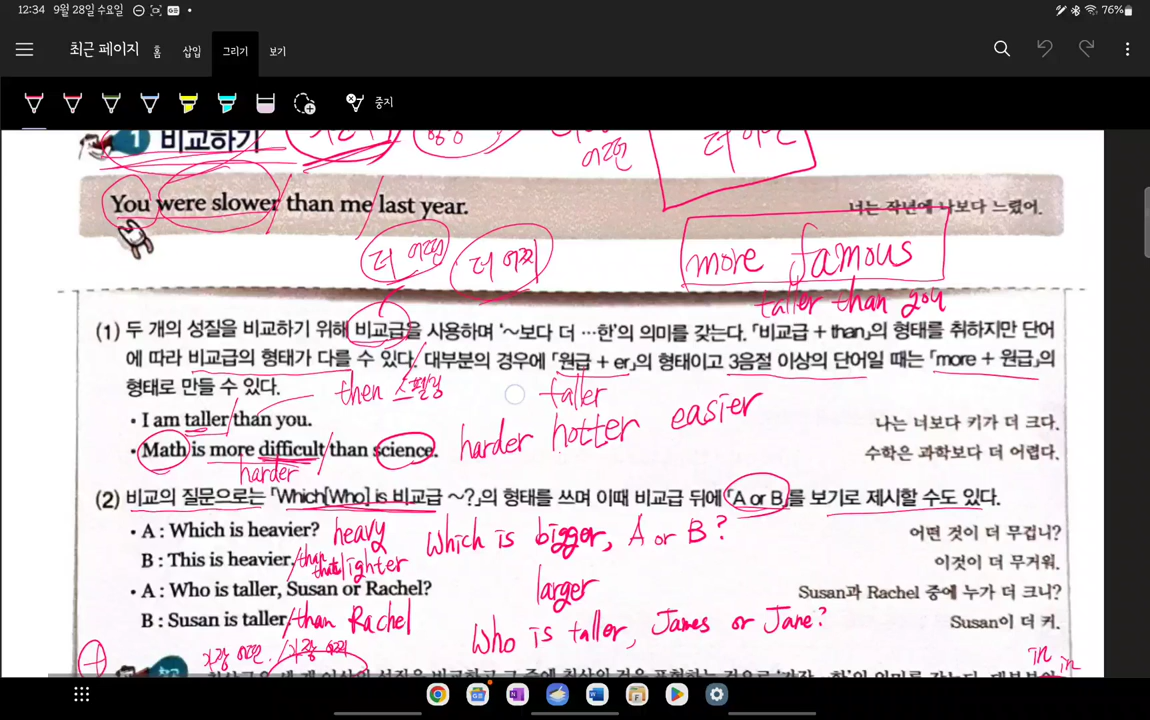 12:34 9월 28일 수요일 GE 76%
최근 페이지 홈 삽입 그리기 보기
중지
1 비교하기
어떤
You were slower than me last year.
너는 작년에 나보다 느렸어.
더 어떤 더 어찌 more famous
taller than you
(1) 두 개의 성질을 비교하기 위해 비교급을 사용하며 '~보다 더 …한'의 의미를 갖는다. 「비교급 + than」의 형태를 취하지만 단어
에 따라 비교급의 형태가 다를 수 있다. 대부분의 경우에 「원급 + er」의 형태이고 3음절 이상의 단어일 때는 「more + 원급」의
형태로 만들 수 있다.
then 스펠링 taller
• I am taller than you.
나는 너보다 키가 더 크다.
harder hotter easier
• Math is more difficult than science.
수학은 과학보다 더 어렵다.
harder
(2) 비교의 질문으로는 「Which[Who] is 비교급 ~?」의 형태를 쓰며 이때 비교급 뒤에 「A or B」를 보기로 제시할 수도 있다.
• A : Which is heavier? heavy
어떤 것이 더 무겁니?
Which is bigger, A or B?
B : This is heavier. than that lighter
이것이 더 무거워.
• A : Who is taller, Susan or Rachel? larger
Susan과 Rachel 중에 누가 더 크니?
B : Susan is taller. than Rachel
Susan이 더 커.
Who is taller, James or Jane?
가장 어떤 / 가장 어찌
in in